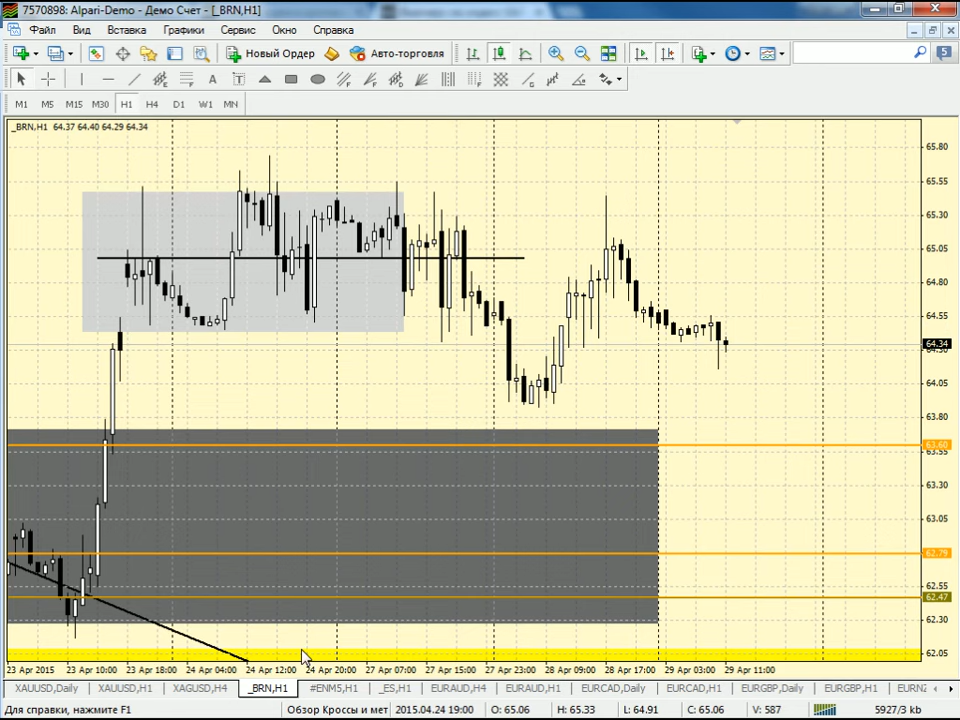 7570898: Alpari-Demo - Демо Счет - [_BRN,H1]
Файл Вид Вставка Графики Сервис Окно Справка
Новый Ордер Авто-торговля 5
A T
M1 M5 M15 M30 H1 H4 D1 W1 MN
_BRN,H1 64.37 64.40 64.29 64.34
65.80
65.55
65.30
65.05
64.80
64.55
64.34
64.30
64.05
63.80
63.60
63.55
63.30
63.05
62.79
62.55
62.47
62.30
62.05
23 Apr 2015 23 Apr 10:00 23 Apr 18:00 24 Apr 04:00 24 Apr 12:00 24 Apr 20:00 27 Apr 07:00 27 Apr 15:00 27 Apr 23:00 28 Apr 09:00 28 Apr 17:00 29 Apr 03:00 29 Apr 11:00
XAUUSD,Daily XAUUSD,H1 XAGUSD,H4 _BRN,H1 #ENM5,H1 _ES,H1 EURAUD,H4 EURAUD,H1 EURCAD,Daily EURCAD,H1 EURGBP,Daily EURGBP,H1 EURNZ
Для справки, нажмите F1 Обзор Кроссы и мет 2015.04.24 19:00 O: 65.06 H: 65.33 L: 64.91 C: 65.06 V: 587 5927/3 kb